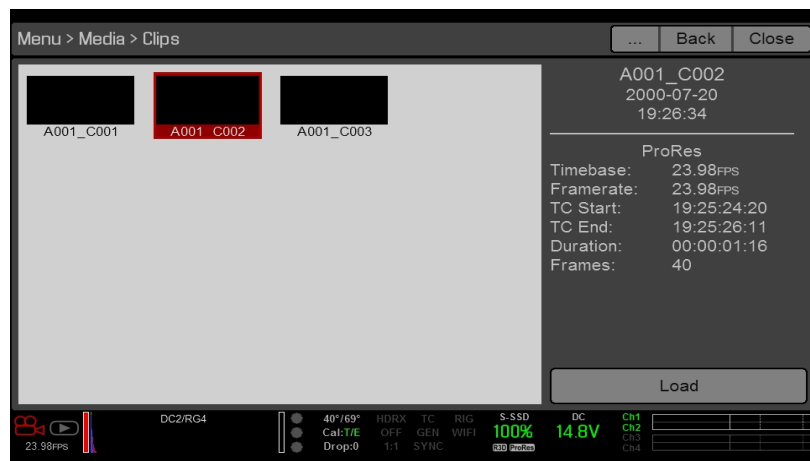 Menu > Media > Clips
... Back Close
A001_C001 A001_C002 A001_C003
A001_C002
2000-07-20
19:26:34
ProRes
Timebase: 23.98FPS
Framerate: 23.98FPS
TC Start: 19:25:24:20
TC End: 19:25:26:11
Duration: 00:00:01:16
Frames: 40
Load
23.98FPS
DC2/RG4
40°/69° HDRX TC RIG
Cal:T/E OFF GEN WIFI
Drop:0 1:1 SYNC
S-SSD
100%
R3D ProRes
DC
14.8V
Ch1
Ch2
Ch3
Ch4